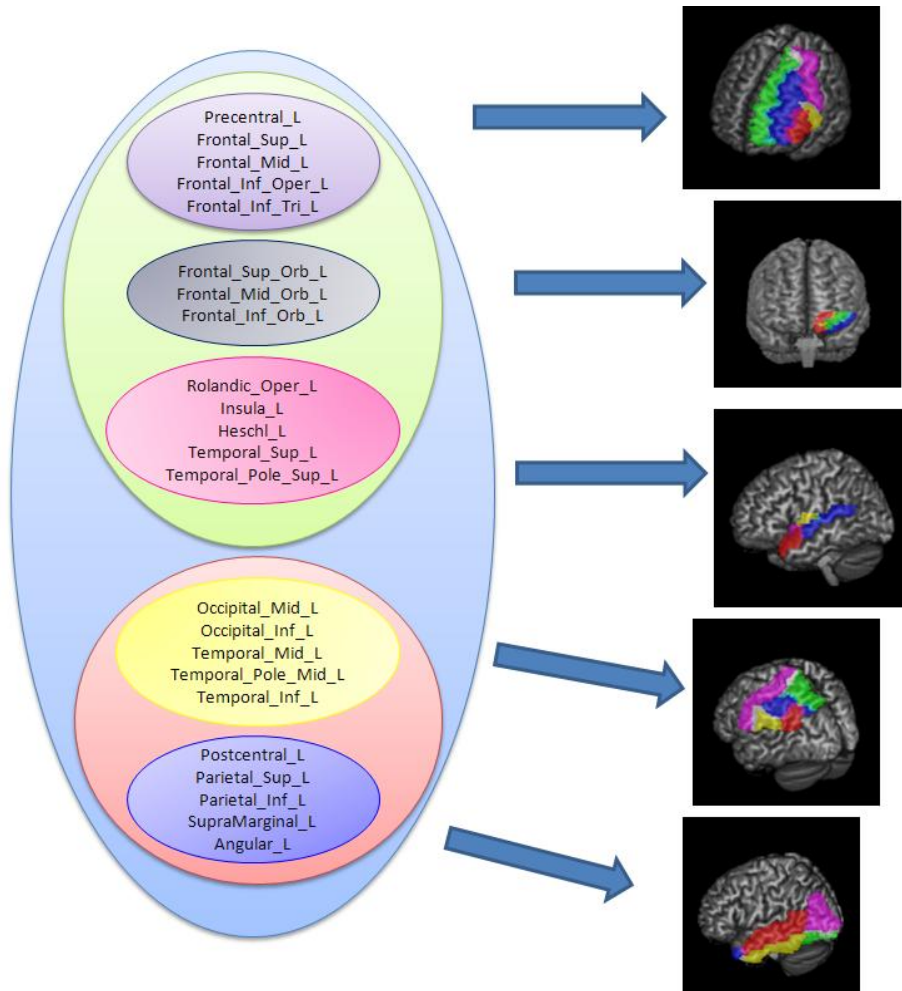 Precentral_L
Frontal_Sup_L
Frontal_Mid_L
Frontal_Inf_Oper_L
Frontal_Inf_Tri_L
Frontal_Sup_Orb_L
Frontal_Mid_Orb_L
Frontal_Inf_Orb_L
Rolandic_Oper_L
Insula_L
Heschl_L
Temporal_Sup_L
Temporal_Pole_Sup_L
Occipital_Mid_L
Occipital_Inf_L
Temporal_Mid_L
Temporal_Pole_Mid_L
Temporal_Inf_L
Postcentral_L
Parietal_Sup_L
Parietal_Inf_L
SupraMarginal_L
Angular_L